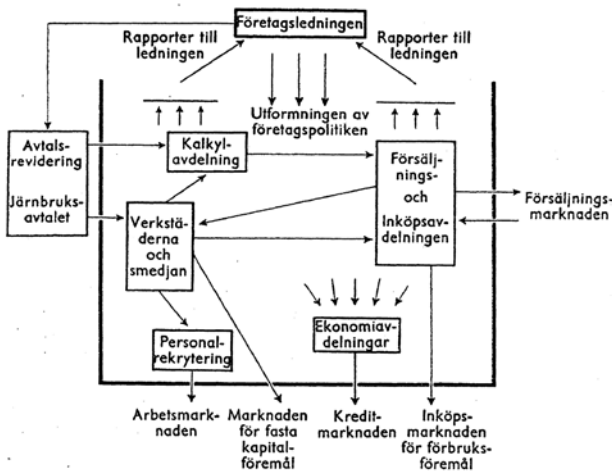 Företagsledningen
Rapporter till
ledningen
Rapporter till
ledningen
Utformningen av
företagspolitiken
Avtals-
revidering
Järnbruks-
avtalet
Kalkyl-
avdelning
Försälj-
nings-
och
Inköpsav-
delningen
Försäljnings-
marknaden
Verkstä-
derna
och
smedjan
Personal-
rekrytering
Ekonomiav-
delningar
Arbetsmark-
naden
Marknaden
för fasta
kapital-
föremål
Kredit-
marknaden
Inköps-
marknaden
för förbruks-
föremål